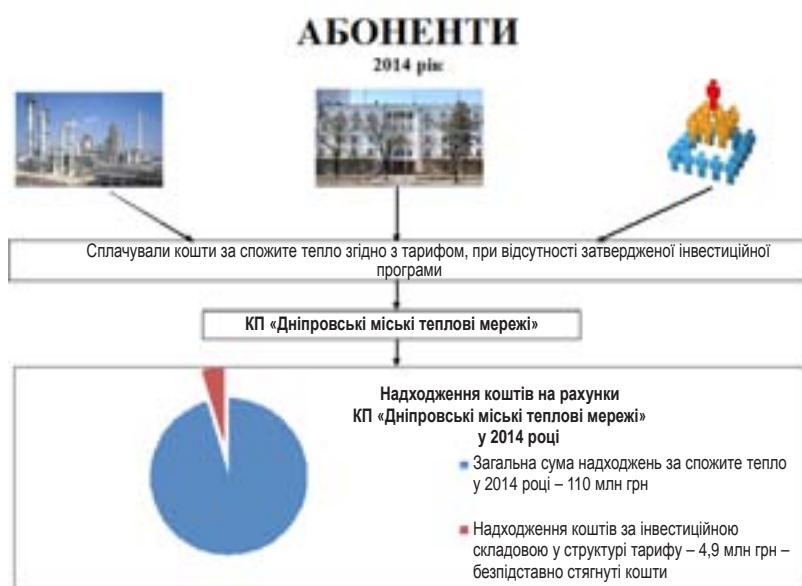 АБОНЕНТИ
2014 рік
Сплачували кошти за спожите тепло згідно з тарифом, при відсутності затвердженої інвестиційної
програми
КП «Дніпровські міські теплові мережі»
Надходження коштів на рахунки
КП «Дніпровські міські теплові мережі»
у 2014 році
Загальна сума надходжень за спожите тепло
у 2014 році – 110 млн грн
Надходження коштів за інвестиційною
складовою у структурі тарифу – 4,9 млн грн –
безпідставно стягнуті кошти